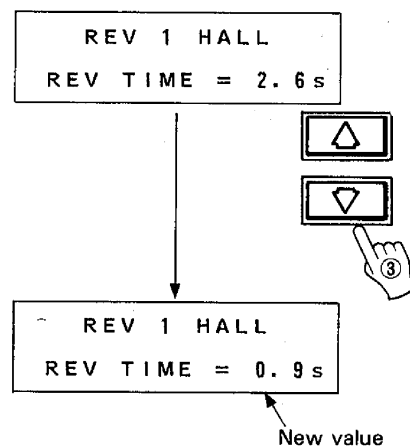 REV 1 HALL
REV TIME = 2.6s
③
REV 1 HALL
REV TIME = 0.9s
New value